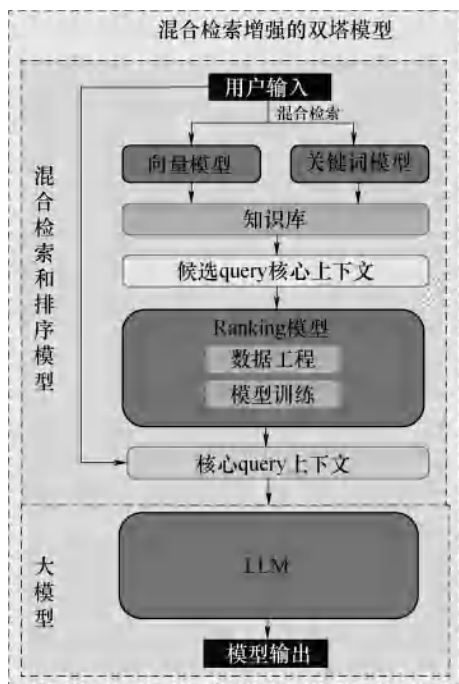 混合检索增强的双塔模型
用户输入
混合检索
向量模型
关键词模型
知识库
候选query核心上下文
Ranking模型
数据工程
模型训练
核心query上下文
混合检索和排序模型
LLM
大模型
模型输出